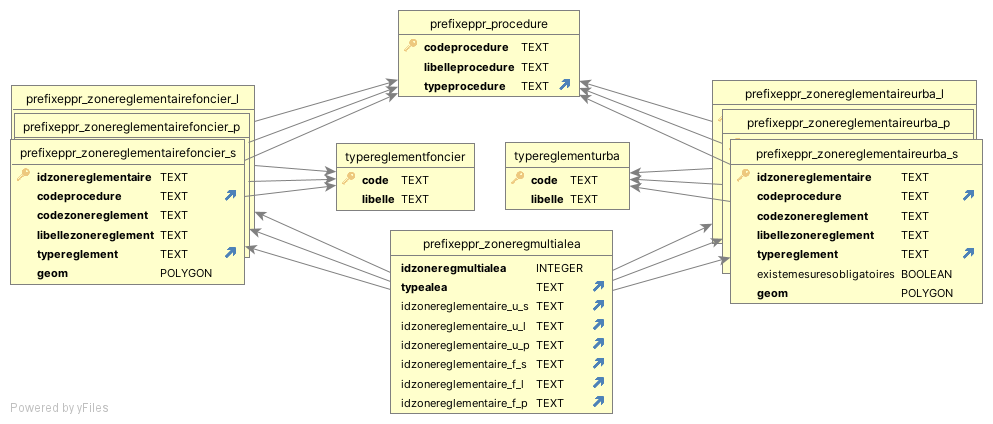 prefixeppr_procedure
codeprocedure TEXT
libelleprocedure TEXT
typeprocedure TEXT
prefixeppr_zonereglementairefoncier_l
prefixeppr_zonereglementairefoncier_p
prefixeppr_zonereglementairefoncier_s
idzonereglementaire TEXT
codeprocedure TEXT
codezonereglement TEXT
libellezonereglement TEXT
typereglement TEXT
geom POLYGON
typereglementfoncier
code TEXT
libelle TEXT
typereglementurba
code TEXT
libelle TEXT
prefixeppr_zonereglementaireurba_l
prefixeppr_zonereglementaireurba_p
prefixeppr_zonereglementaireurba_s
idzonereglementaire TEXT
codeprocedure TEXT
codezonereglement TEXT
libellezonereglement TEXT
typereglement TEXT
existemesuresobligatoires BOOLEAN
geom POLYGON
prefixeppr_zoneregmultialea
idzoneregmultialea INTEGER
typealea TEXT
idzonereglementaire_u_s TEXT
idzonereglementaire_u_l TEXT
idzonereglementaire_u_p TEXT
idzonereglementaire_f_s TEXT
idzonereglementaire_f_l TEXT
idzonereglementaire_f_p TEXT
Powered by yFiles